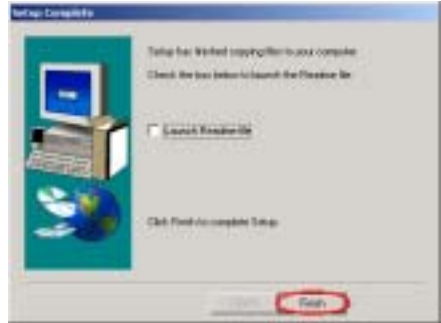 Setup Complete
Setup has finished copying files to your computer.
Check the box below to launch the Readme file.
Launch Readme file
Click Finish to complete Setup.
Finish